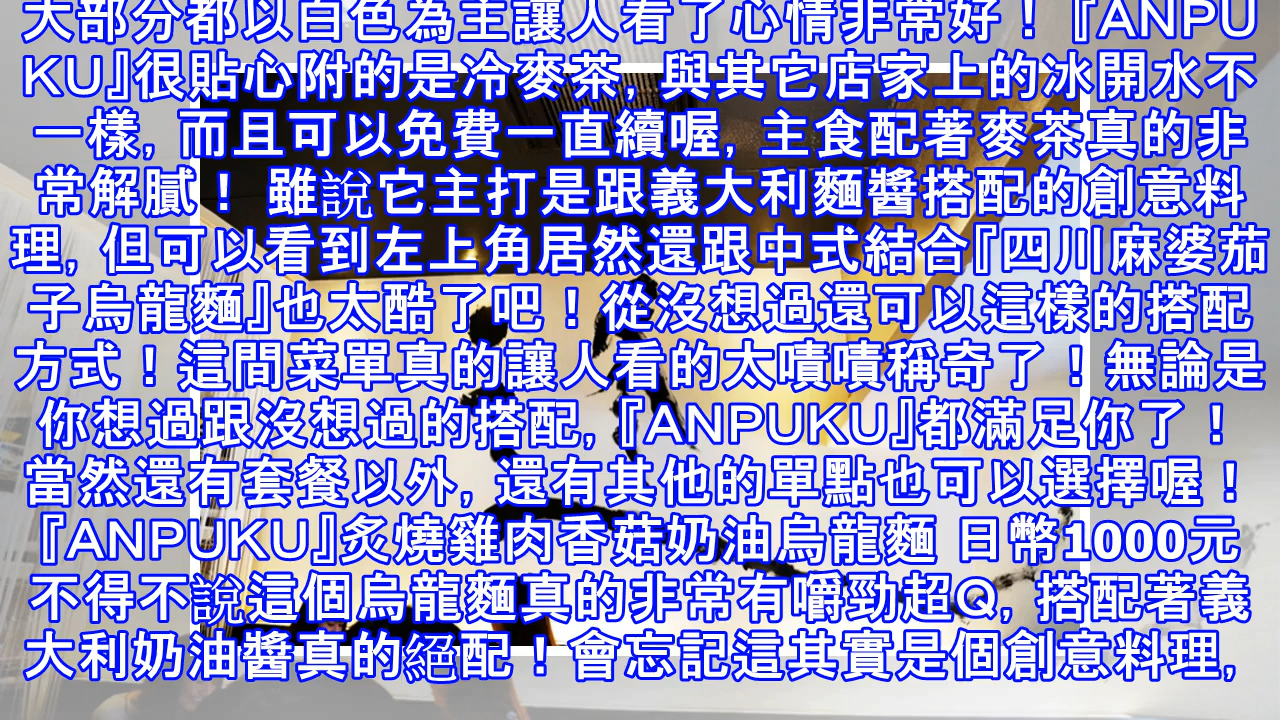 大部分都以白色為主讓人看了心情非常好！『ANPU
KU』很貼心附的是冷麥茶, 與其它店家上的冰開水不
一樣, 而且可以免費一直續喔, 主食配著麥茶真的非
常解膩！ 雖說它主打是跟義大利麵醬搭配的創意料
理, 但可以看到左上角居然還跟中式結合『四川麻婆茄
子烏龍麵』也太酷了吧！從沒想過還可以這樣的搭配
方式！這間菜單真的讓人看的太嘖嘖稱奇了！無論是
你想過跟沒想過的搭配,『ANPUKU』都滿足你了！
當然還有套餐以外, 還有其他的單點也可以選擇喔！
『ANPUKU』炙燒雞肉香菇奶油烏龍麵 日幣1000元
不得不說這個烏龍麵真的非常有嚼勁超Q, 搭配著義
大利奶油醬真的絕配！會忘記這其實是個創意料理,